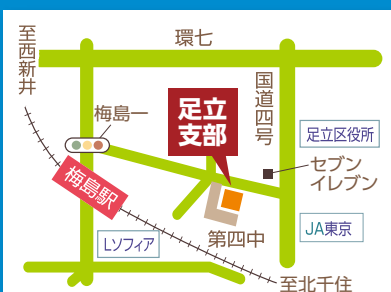 環七
至西新井
国道四号
梅島一
足立
支部
足立区役所
セブン
イレブン
梅島駅
Lソフィア
第四中
JA東京
至北千住